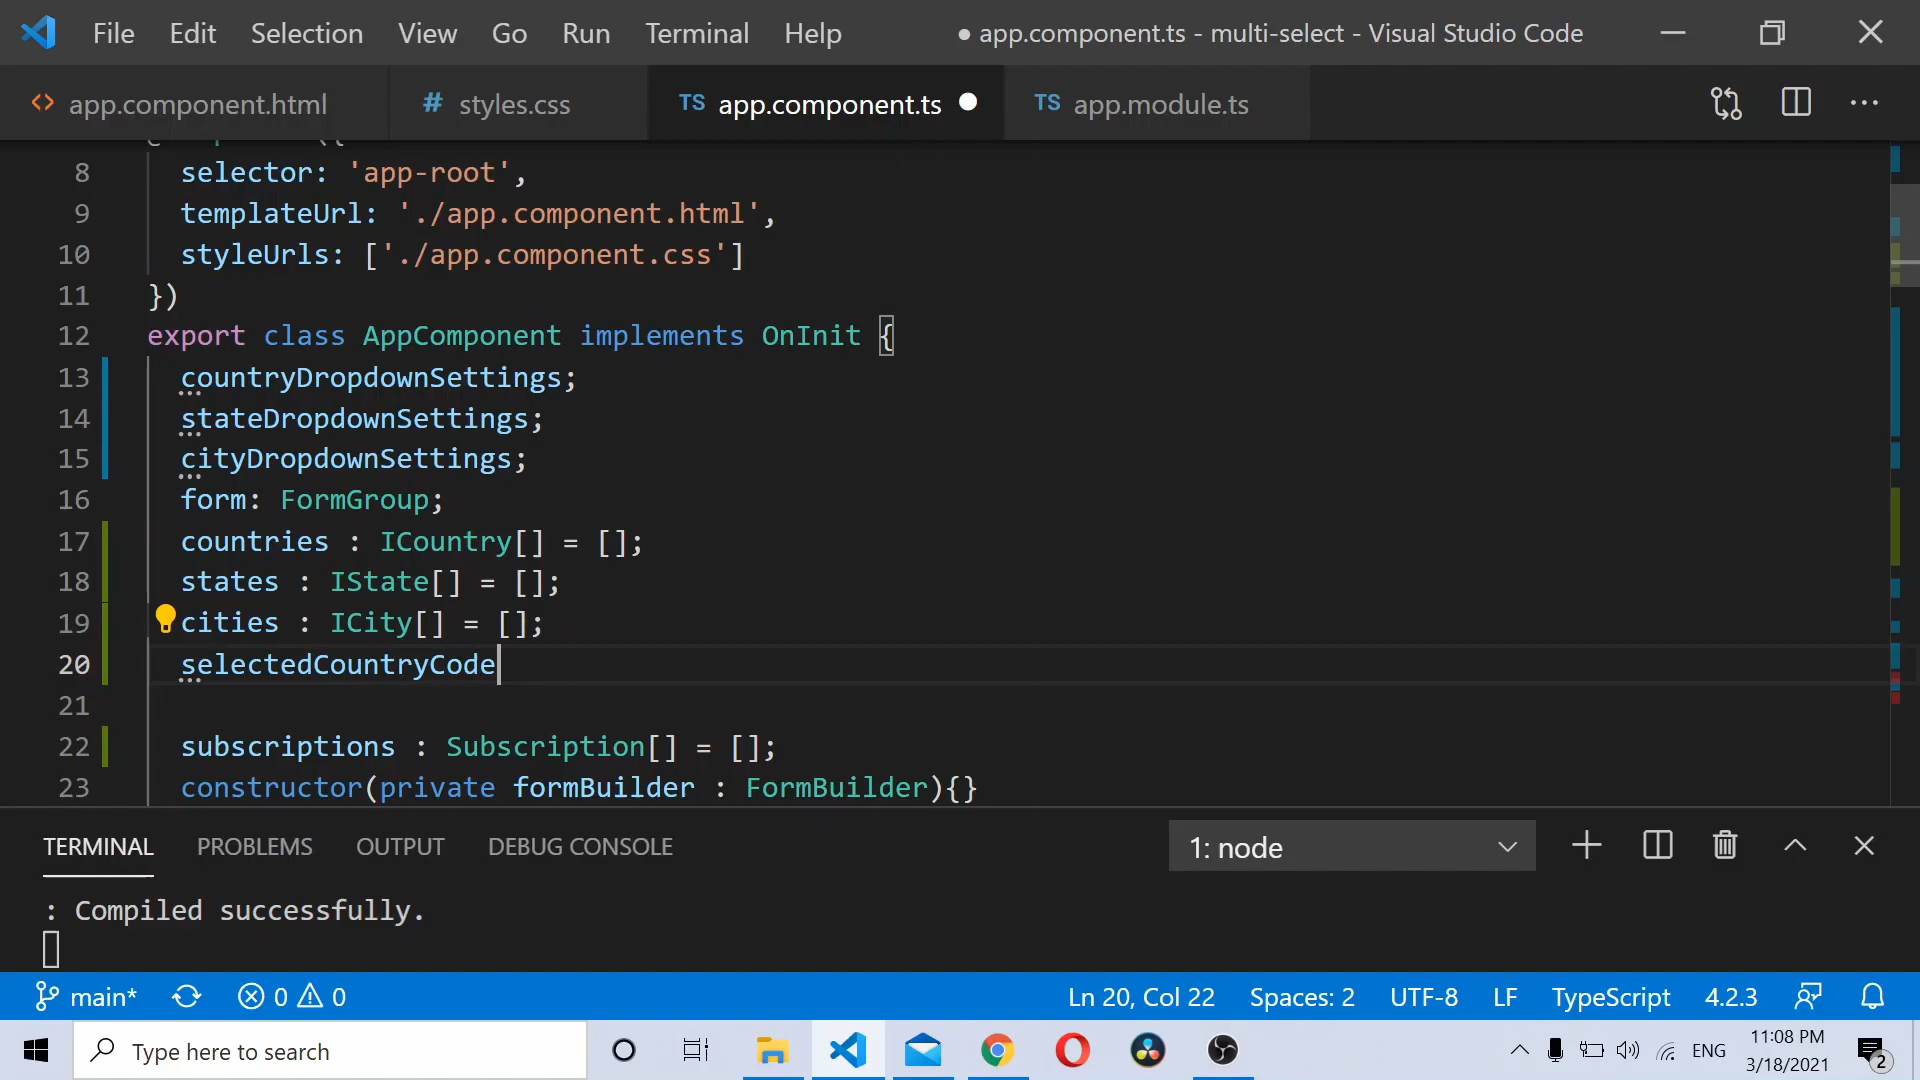 File Edit Selection View Go Run Terminal Help ● app.component.ts - multi-select - Visual Studio Code
<> app.component.html # styles.css TS app.component.ts ● TS app.module.ts ...
8 selector: 'app-root',
9 templateUrl: './app.component.html',
10 styleUrls: ['./app.component.css']
11 })
12 export class AppComponent implements OnInit {
13 countryDropdownSettings;
14 stateDropdownSettings;
15 cityDropdownSettings;
16 form: FormGroup;
17 countries : ICountry[] = [];
18 states : IState[] = [];
19 cities : ICity[] = [];
20 selectedCountryCode
21
22 subscriptions : Subscription[] = [];
23 constructor(private formBuilder : FormBuilder){}
TERMINAL PROBLEMS OUTPUT DEBUG CONSOLE 1: node
: Compiled successfully.
main* 0 0 Ln 20, Col 22 Spaces: 2 UTF-8 LF TypeScript 4.2.3
Type here to search ENG 11:08 PM
3/18/2021 2